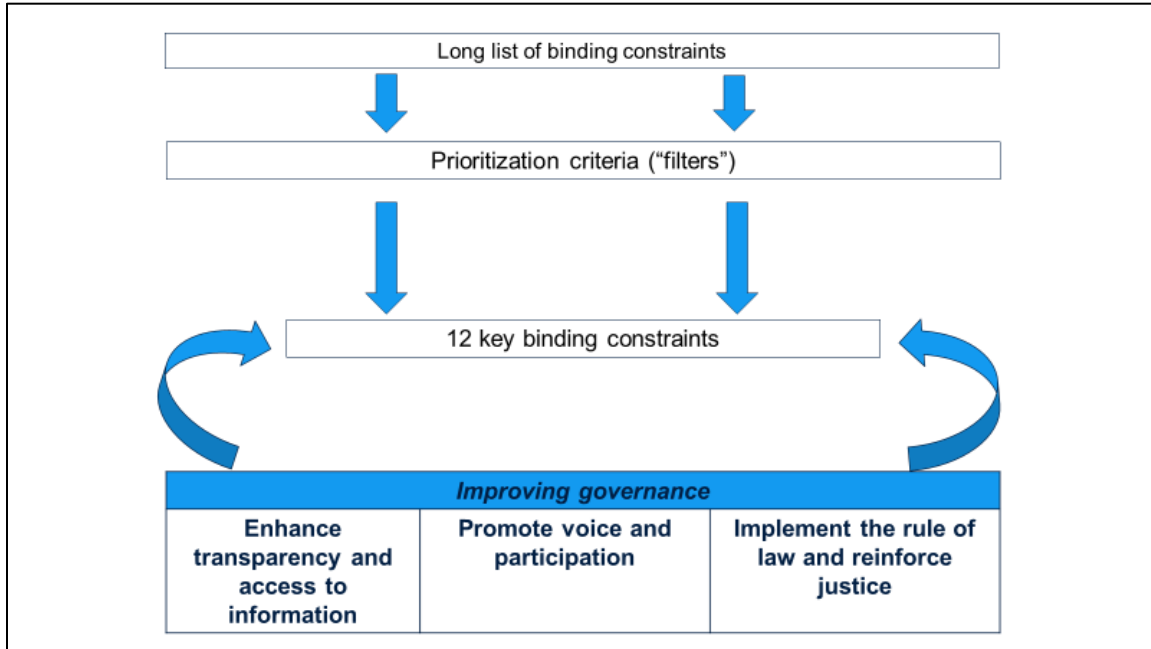 Long list of binding constraints
Prioritization criteria (“filters”)
12 key binding constraints
Improving governance
Enhance
transparency and
access to
information
Promote voice and
participation
Implement the rule of
law and reinforce
justice